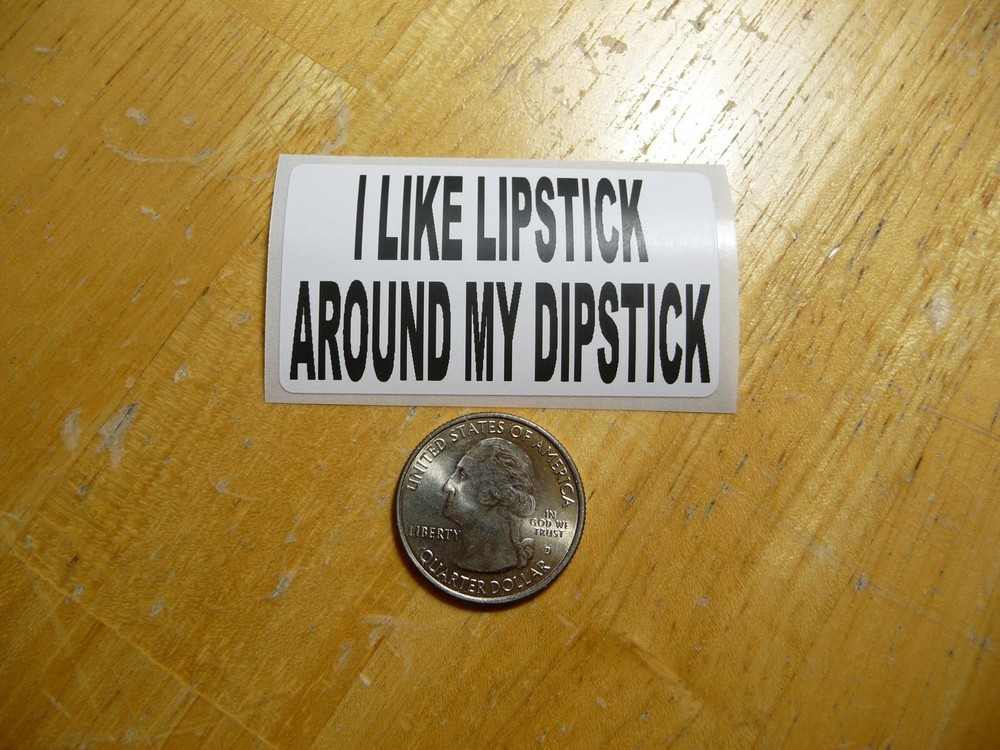 I LIKE LIPSTICK
AROUND MY DIPSTICK
UNITED STATES OF AMERICA
LIBERTY
IN
GOD WE
TRUST
D
QUARTER DOLLAR